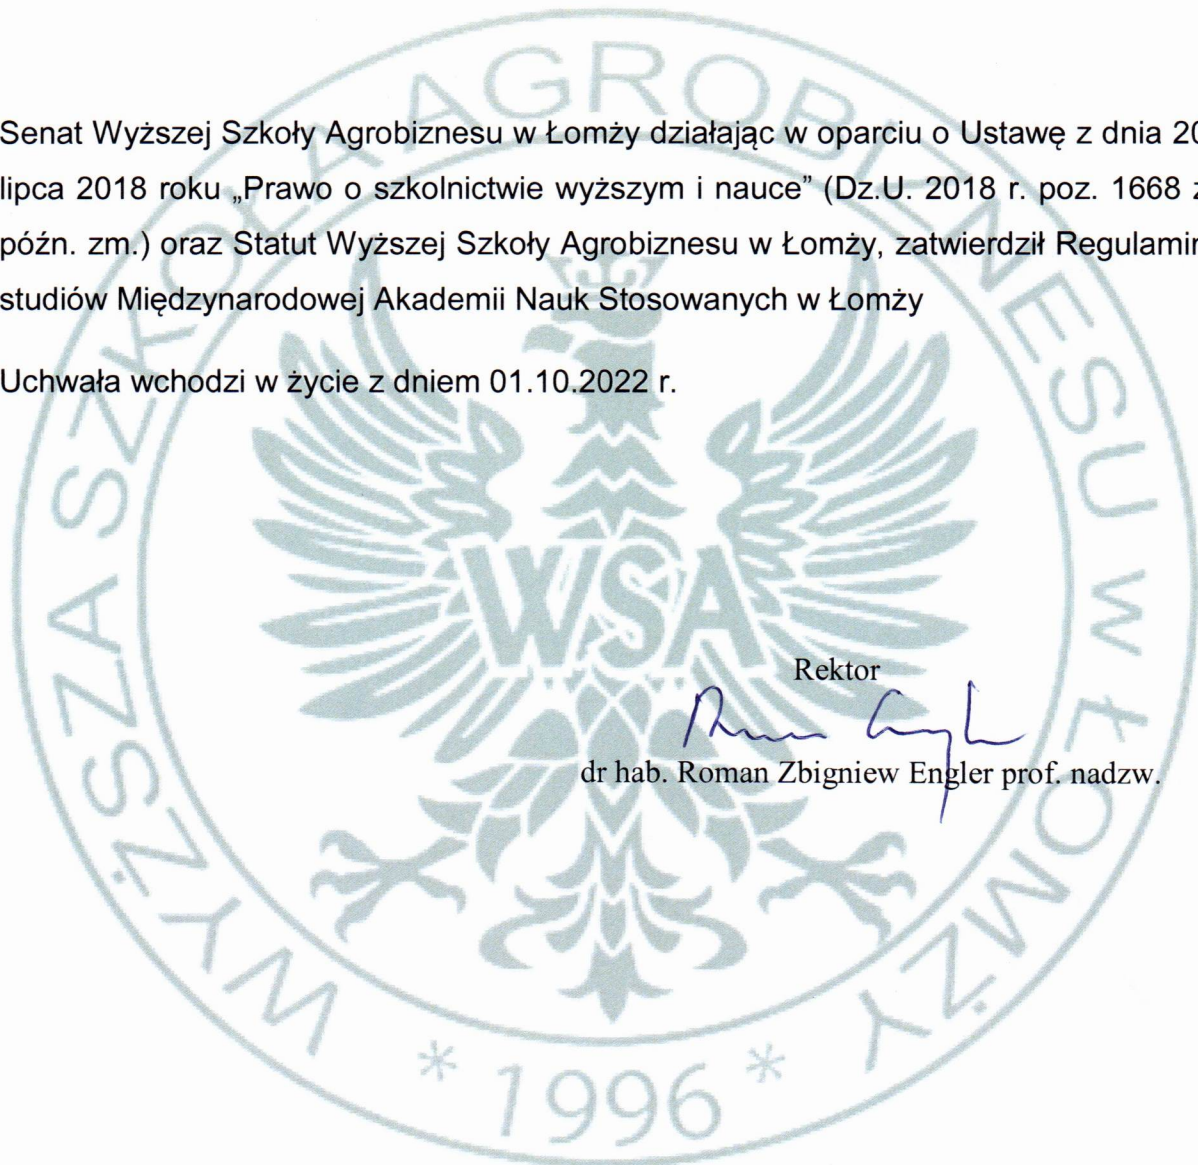 Senat Wyższej Szkoły Agrobiznesu w Łomży działając w oparciu o Ustawę z dnia 20
lipca 2018 roku „Prawo o szkolnictwie wyższym i nauce” (Dz.U. 2018 r. poz. 1668 z
późn. zm.) oraz Statut Wyższej Szkoły Agrobiznesu w Łomży, zatwierdził Regulamin
studiów Międzynarodowej Akademii Nauk Stosowanych w Łomży
Uchwała wchodzi w życie z dniem 01.10.2022 r.
Rektor
dr hab. Roman Zbigniew Engler prof. nadzw.
WYŻSZA SZKOŁA AGROBIZNESU W ŁOMŻY
WSA
* 1996 *